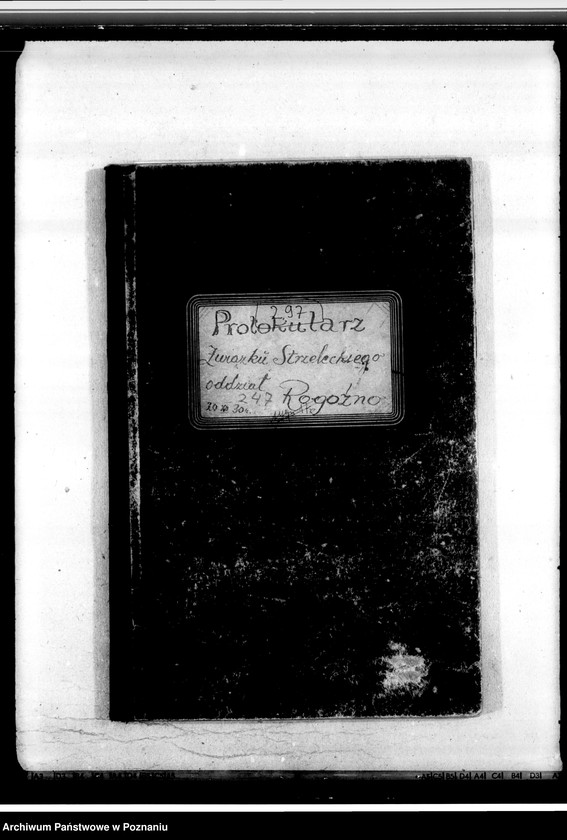 [297]
Protokularz
Związku Strzeleckiego
oddział
247 Rogoźno
Archiwum Państwowe w Poznaniu